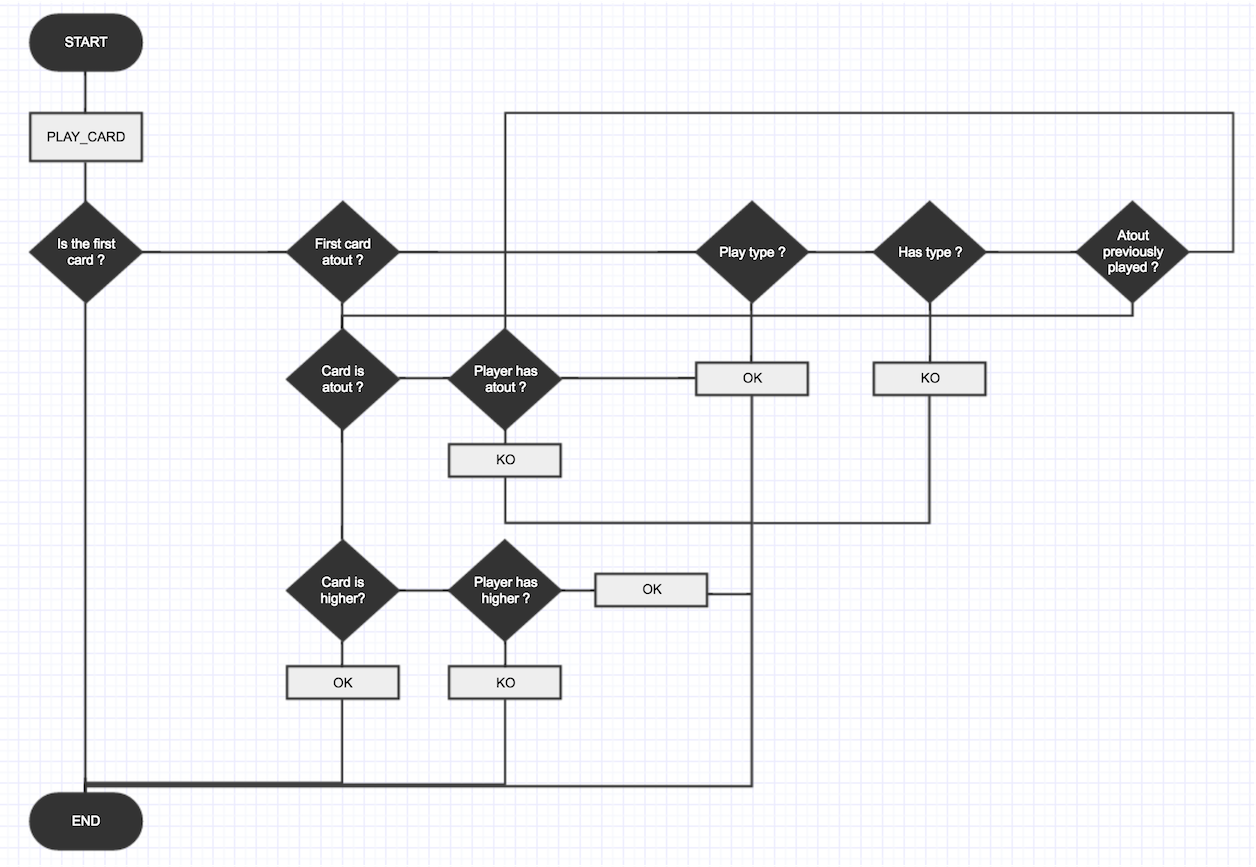 START
PLAY_CARD
Is the first
card ?
First card
atout ?
Play type ?
Has type ?
Atout
previously
played ?
Card is
atout ?
Player has
atout ?
OK
KO
KO
Card is
higher?
Player has
higher ?
OK
OK
KO
END